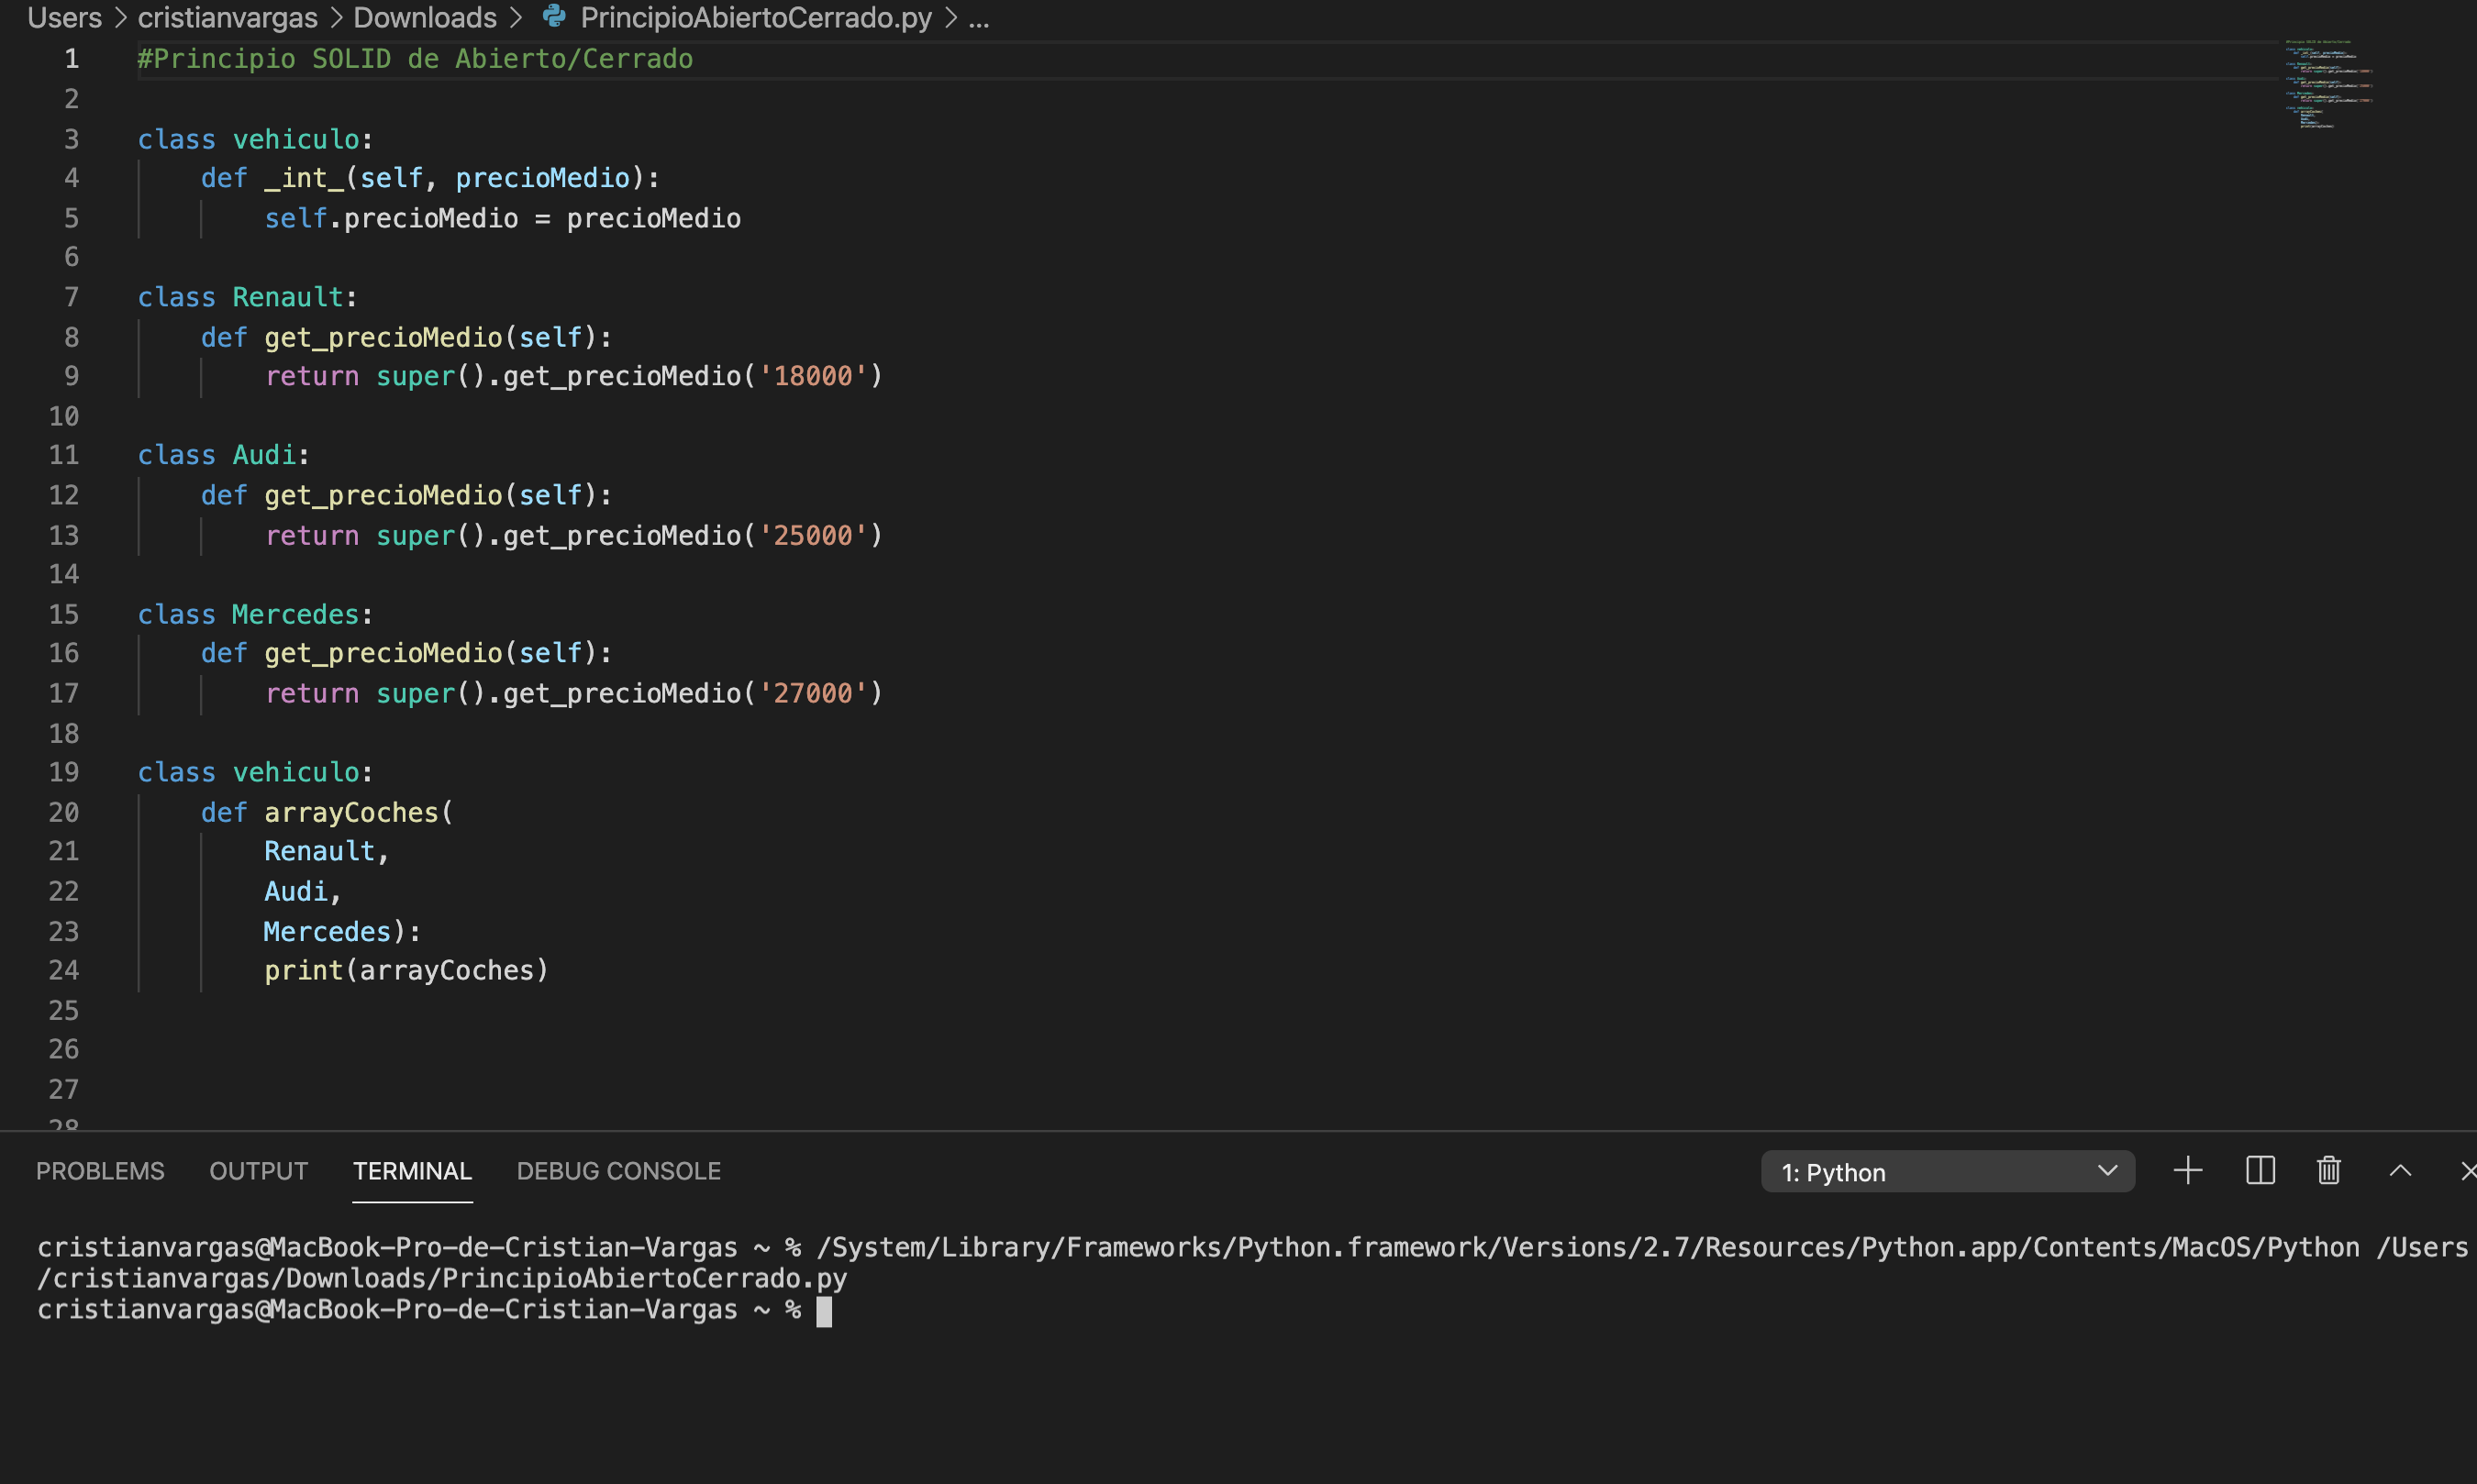 Users > cristianvargas > Downloads > PrincipioAbiertoCerrado.py > ...
1 #Principio SOLID de Abierto/Cerrado
2
3 class vehiculo:
4     def _int_(self, precioMedio):
5         self.precioMedio = precioMedio
6
7 class Renault:
8     def get_precioMedio(self):
9         return super().get_precioMedio('18000')
10
11 class Audi:
12     def get_precioMedio(self):
13         return super().get_precioMedio('25000')
14
15 class Mercedes:
16     def get_precioMedio(self):
17         return super().get_precioMedio('27000')
18
19 class vehiculo:
20     def arrayCoches(
21         Renault,
22         Audi,
23         Mercedes):
24         print(arrayCoches)
25
26
27
28
PROBLEMS OUTPUT TERMINAL DEBUG CONSOLE 1: Python
cristianvargas@MacBook-Pro-de-Cristian-Vargas ~ % /System/Library/Frameworks/Python.framework/Versions/2.7/Resources/Python.app/Contents/MacOS/Python /Users
/cristianvargas/Downloads/PrincipioAbiertoCerrado.py
cristianvargas@MacBook-Pro-de-Cristian-Vargas ~ %